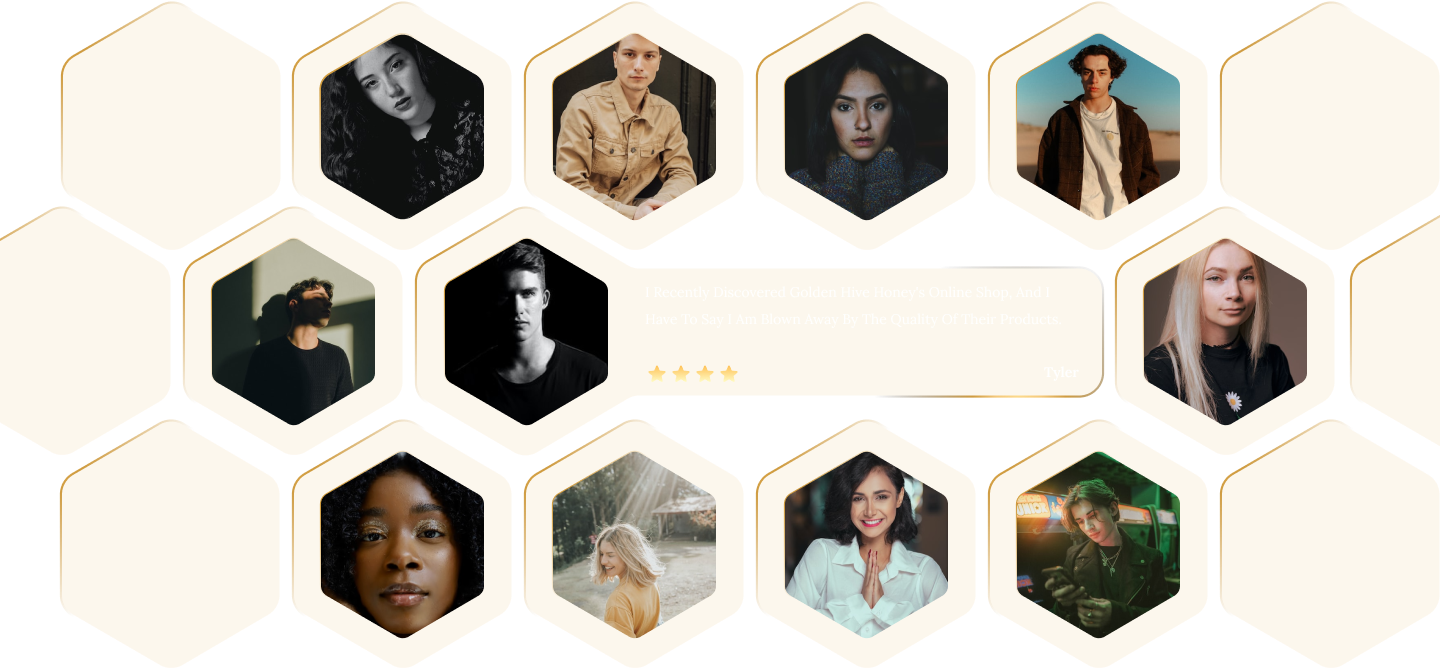 I Recently Discovered Golden Hive Honey's Online Shop, And I
Have To Say I Am Blown Away By The Quality Of Their Products.
Tyler